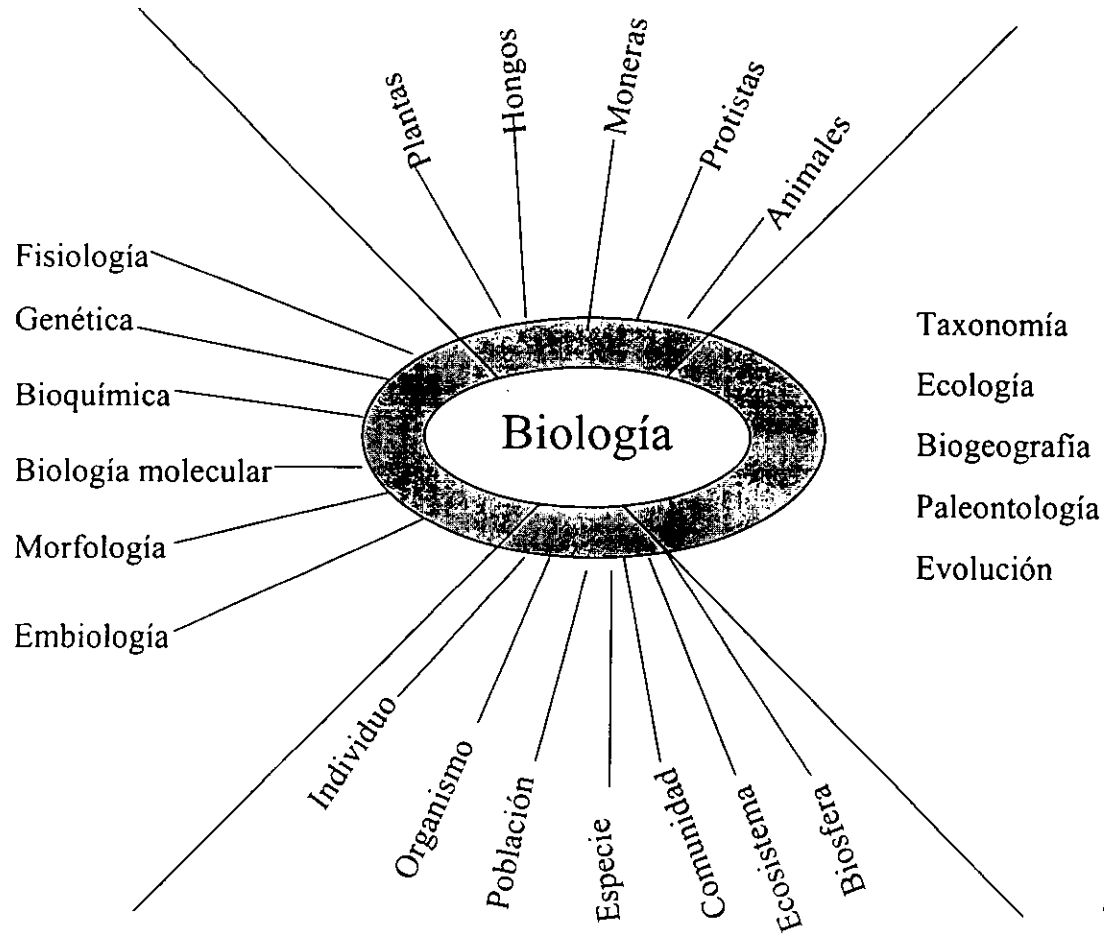 Plantas
Hongos
Moneras
Protistas
Animales
Fisiología
Genética
Bioquímica
Biología molecular
Morfología
Embiología
Biología
Taxonomía
Ecología
Biogeografía
Paleontología
Evolución
Individuo
Organismo
Población
Especie
Comunidad
Ecosistema
Biosfera